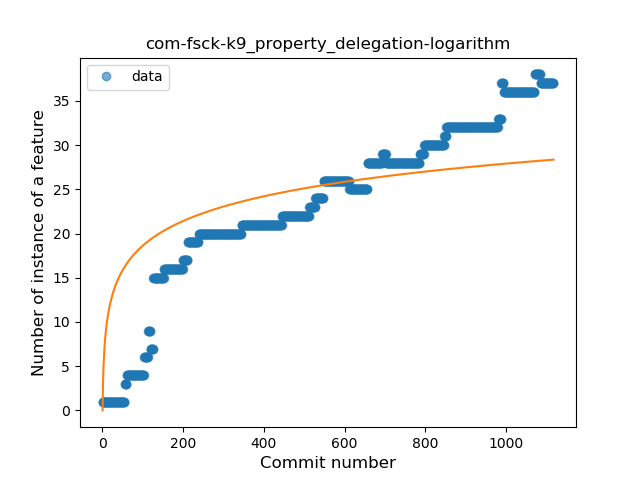 com-fsck-k9_property_delegation-logarithm
data
Number of instance of a feature
35
30
25
20
15
10
5
0
0 200 400 600 800 1000
Commit number